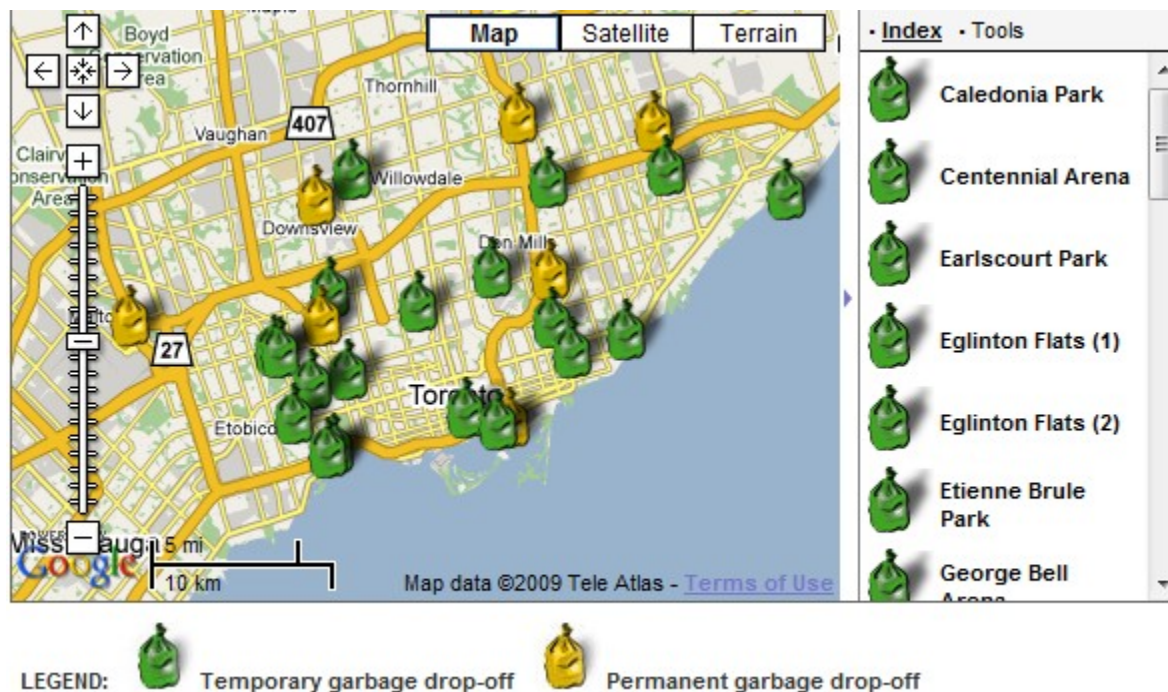 Map Satellite Terrain
Boyd
Conservation
Area
Thornhill
407
Vaughan
Willowdale
Downsview
Don Mills
27
Toronto
5 mi
Google
10 km
Map data ©2009 Tele Atlas - Terms of Use
· Index · Tools
Caledonia Park
Centennial Arena
Earlscourt Park
Eglinton Flats (1)
Eglinton Flats (2)
Etienne Brule
Park
George Bell
Arena
LEGEND: Temporary garbage drop-off Permanent garbage drop-off